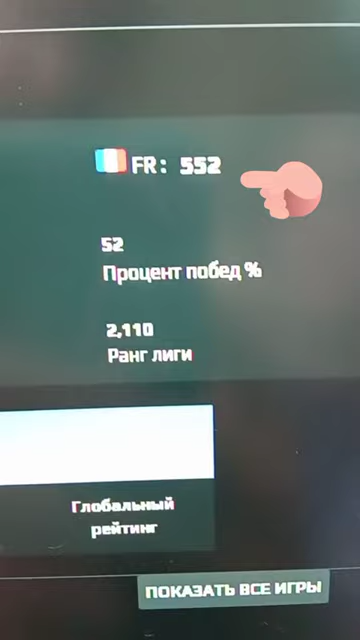 FR: 552
52
Процент побед %
2,110
Ранг лиги
Глобальный
рейтинг
ПОКАЗАТЬ ВСЕ ИГРЫ